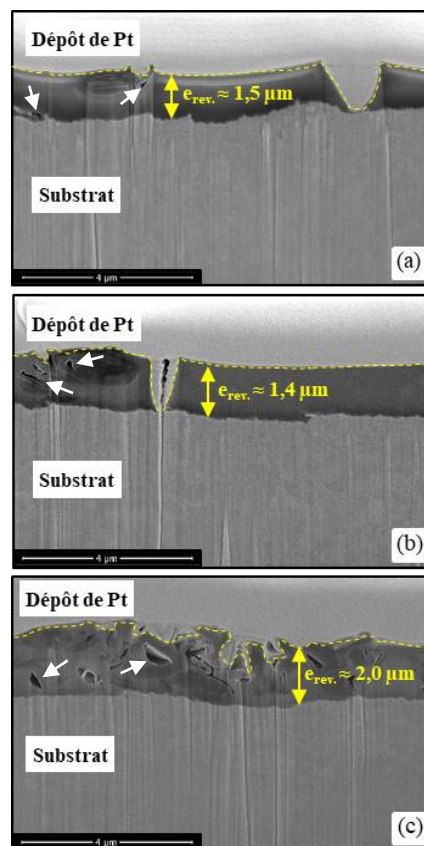 Dépôt de Pt
e_rev. ≈ 1,5 µm
Substrat
4 µm
(a)
Dépôt de Pt
e_rev. ≈ 1,4 µm
Substrat
4 µm
(b)
Dépôt de Pt
e_rev. ≈ 2,0 µm
Substrat
4 µm
(c)